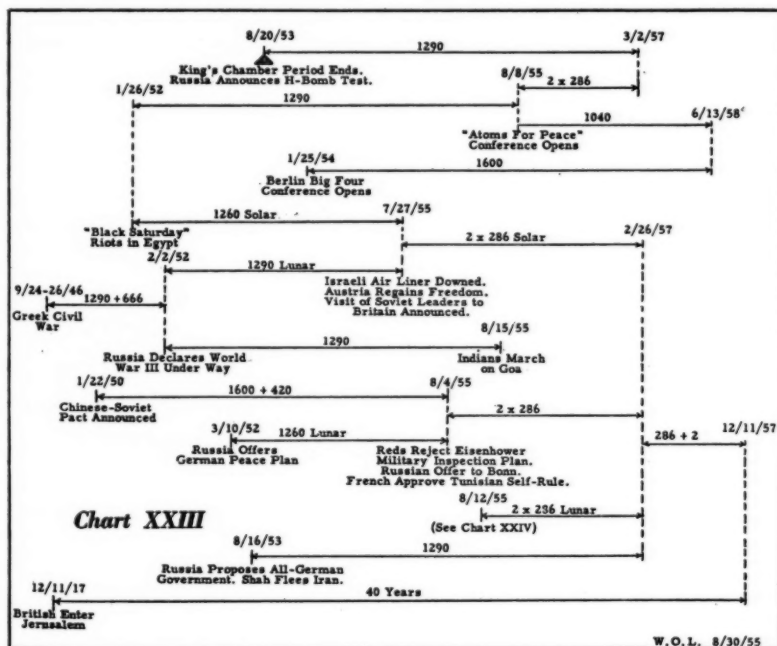 8/20/53
3/2/57
1290
King's Chamber Period Ends.
Russia Announces H-Bomb Test.
8/8/55
2 x 286
1/26/52
1290
1040
6/13/58
"Atoms For Peace"
Conference Opens
1/25/54
1600
Berlin Big Four
Conference Opens
7/27/55
1260 Solar
2/26/57
"Black Saturday"
Riots in Egypt
2 x 286 Solar
2/2/52
1290 Lunar
9/24-26/46
Israeli Air Liner Downed.
Austria Regains Freedom.
Visit of Soviet Leaders to
Britain Announced.
1290 + 666
Greek Civil
War
8/15/55
1290
Russia Declares World
War III Under Way
Indians March
on Goa
1/22/50
8/4/55
1600 + 420
Chinese-Soviet
Pact Announced
2 x 286
3/10/52
12/11/57
1260 Lunar
286 + 2
Russia Offers
German Peace Plan
Reds Reject Eisenhower
Military Inspection Plan.
Russian Offer to Bonn.
French Approve Tunisian Self-Rule.
Chart XXIII
8/12/55
2 x 286 Lunar
(See Chart XXIV)
8/16/53
1290
Russia Proposes All-German
Government. Shah Flees Iran.
12/11/17
40 Years
British Enter
Jerusalem
W.O.L. 8/30/55